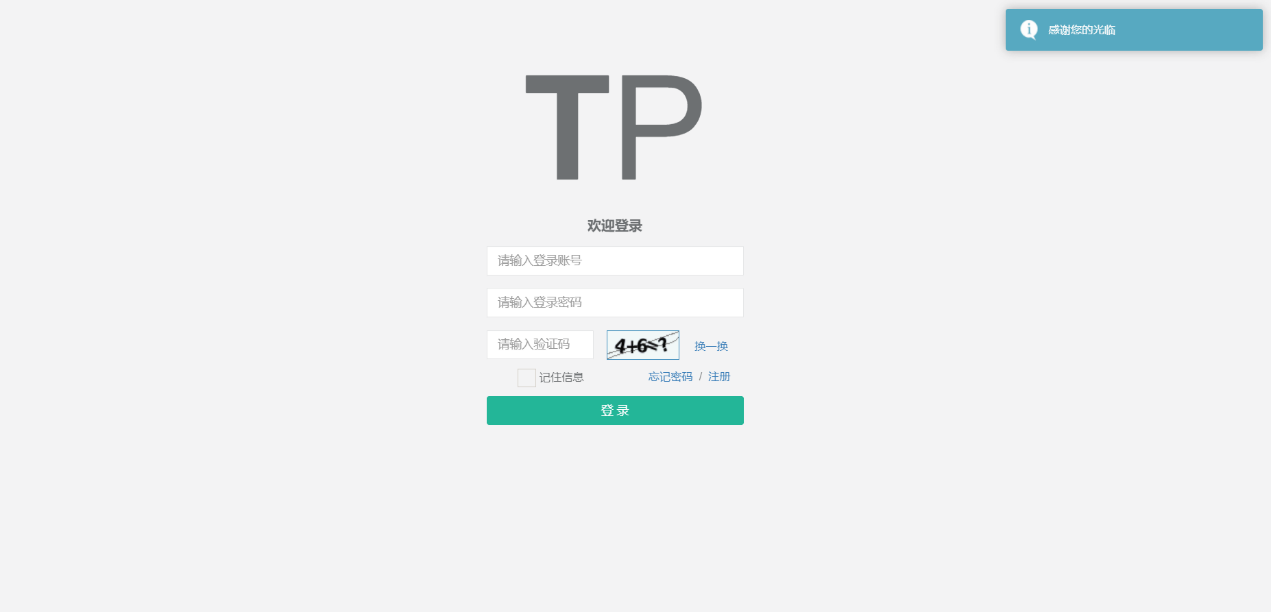 感谢您的光临
TP
欢迎登录
请输入登录账号
请输入登录密码
请输入验证码 4+6=? 换一换
记住信息 忘记密码 / 注册
登 录